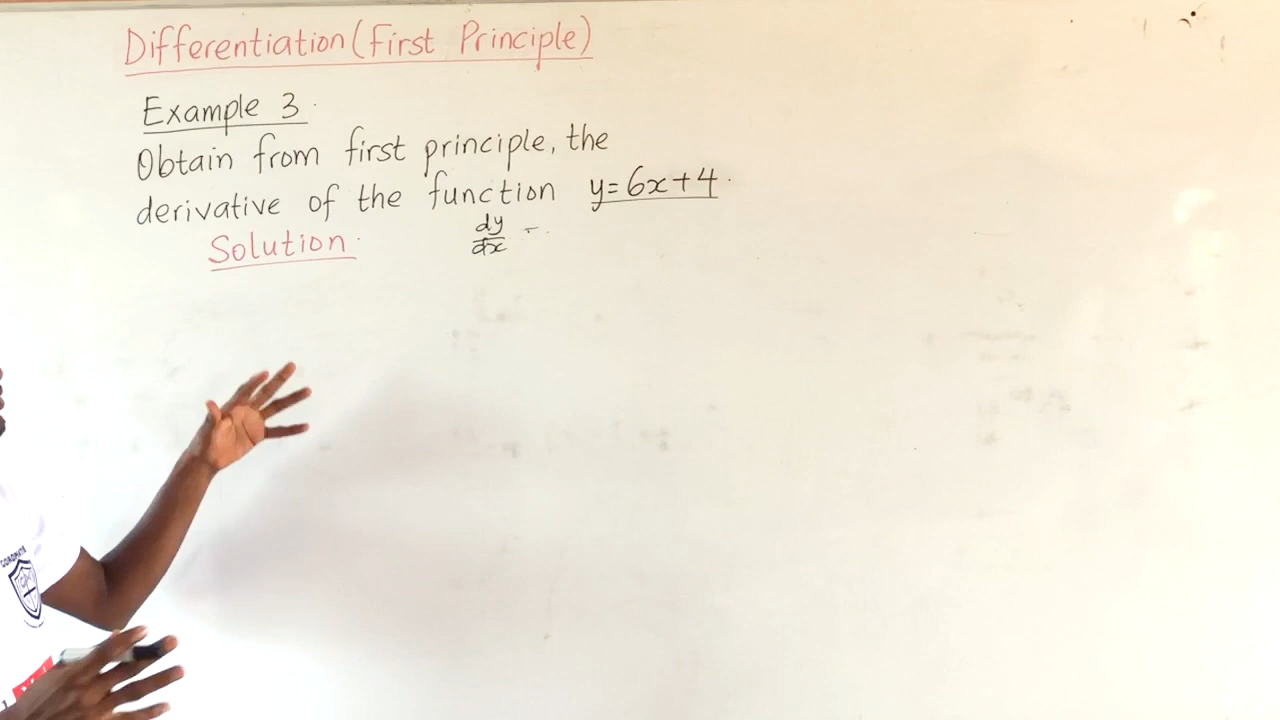 Differentiation (First Principle)
Example 3.
Obtain from first principle, the
derivative of the function y=6x+4.
Solution.
dy
dx